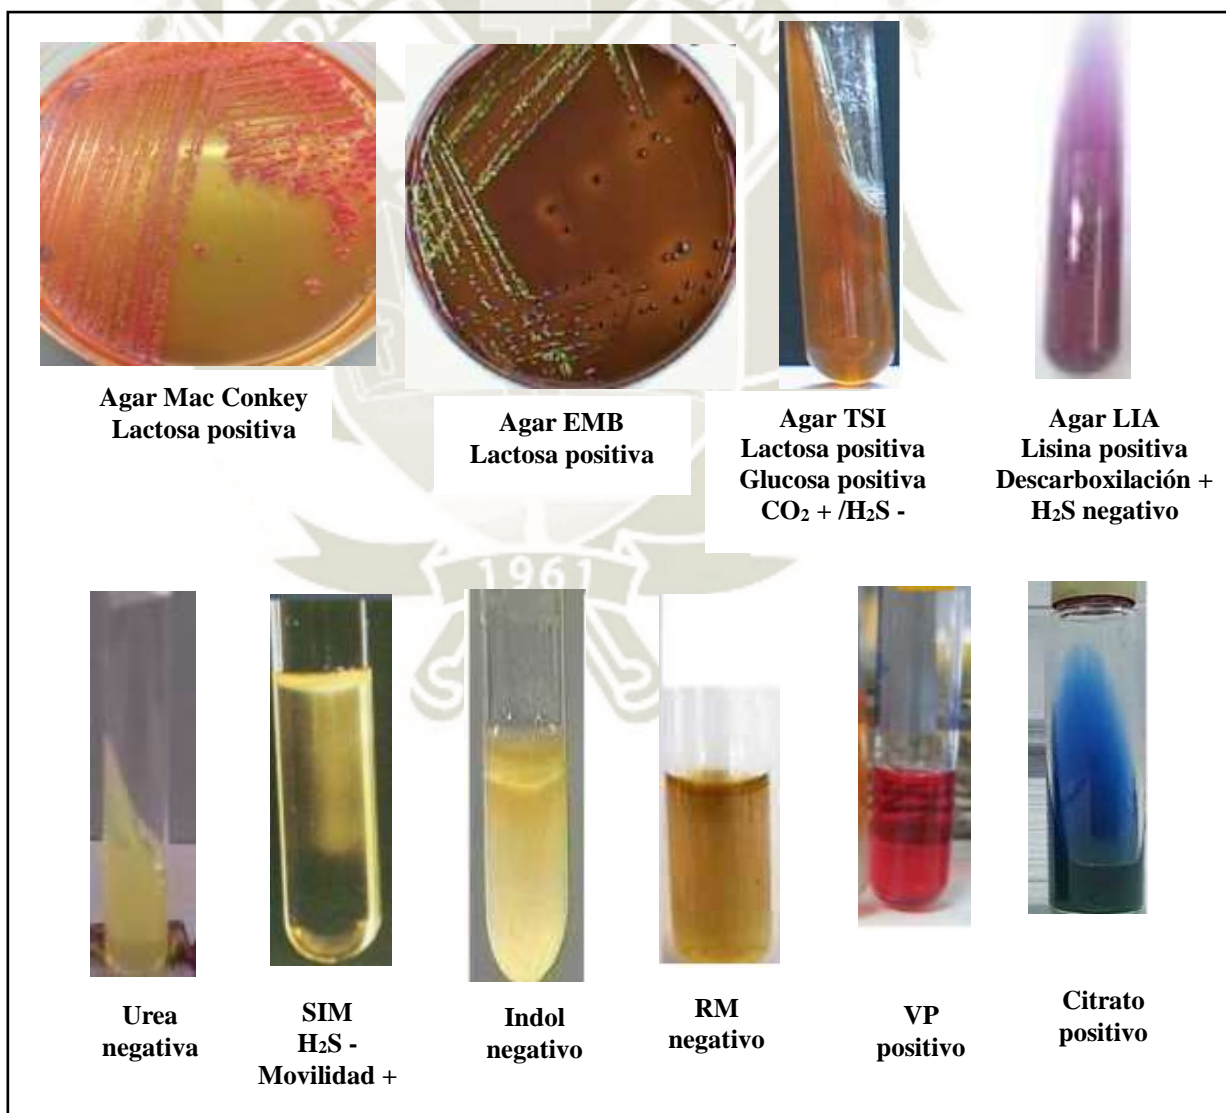 Agar Mac Conkey
Lactosa positiva
Agar EMB
Lactosa positiva
Agar TSI
Lactosa positiva
Glucosa positiva
CO₂ + /H₂S -
Agar LIA
Lisina positiva
Descarboxilación +
H₂S negativo
1961
Urea
negativa
SIM
H₂S -
Movilidad +
Indol
negativo
RM
negativo
VP
positivo
Citrato
positivo